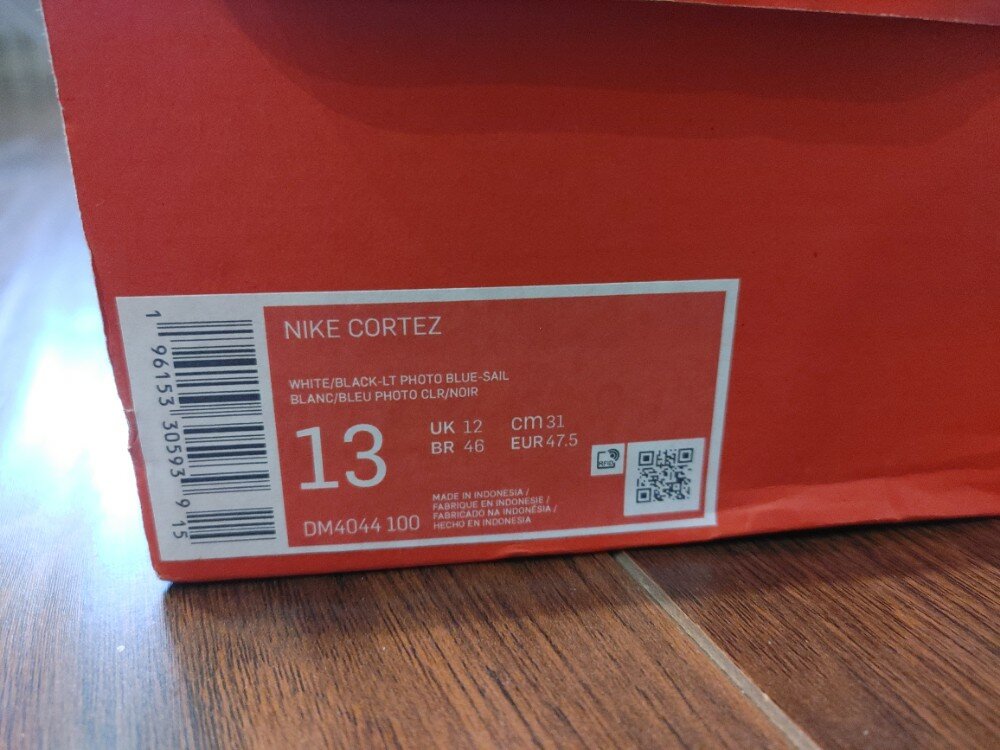 1 96153 30593 9 15
NIKE CORTEZ
WHITE/BLACK-LT PHOTO BLUE-SAIL
BLANC/BLEU PHOTO CLR/NOIR
13
UK 12 cm 31
BR 46 EUR 47.5
RFID
DM4044 100
MADE IN INDONESIA /
FABRIQUE EN INDONESIE /
FABRICADO NA INDONÉSIA /
HECHO EN INDONESIA